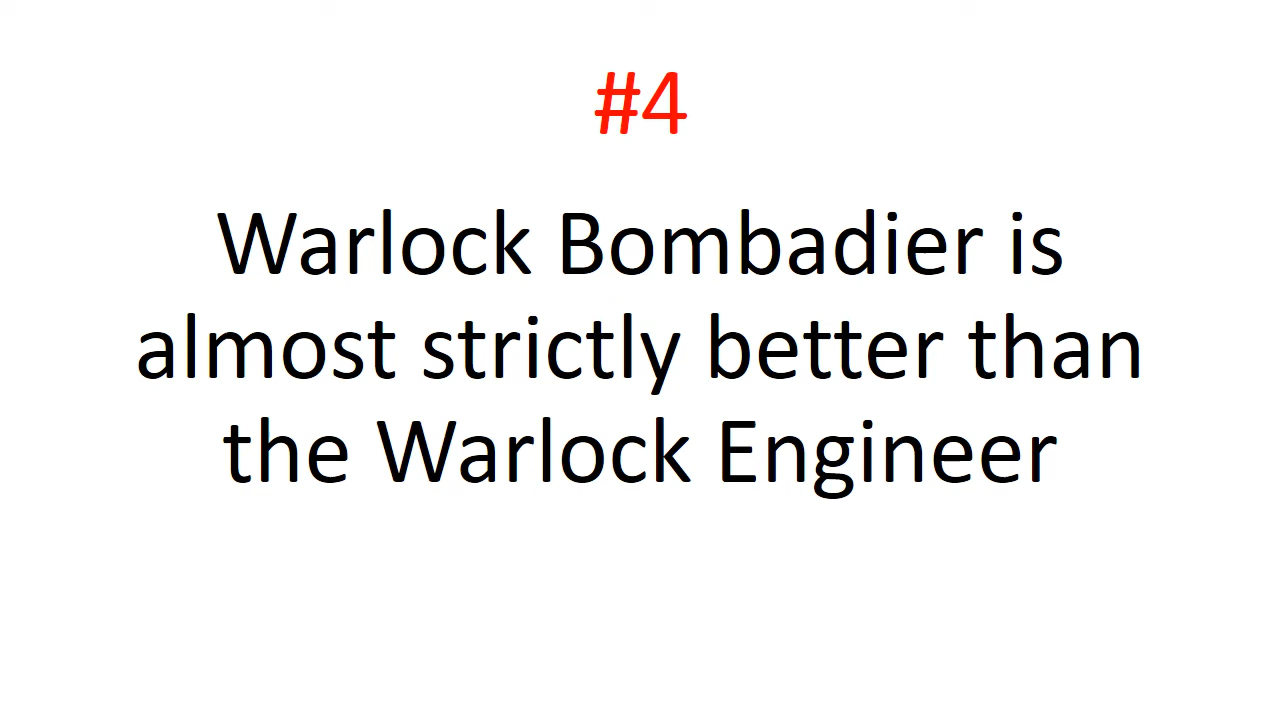 #4
Warlock Bombadier is
almost strictly better than
the Warlock Engineer